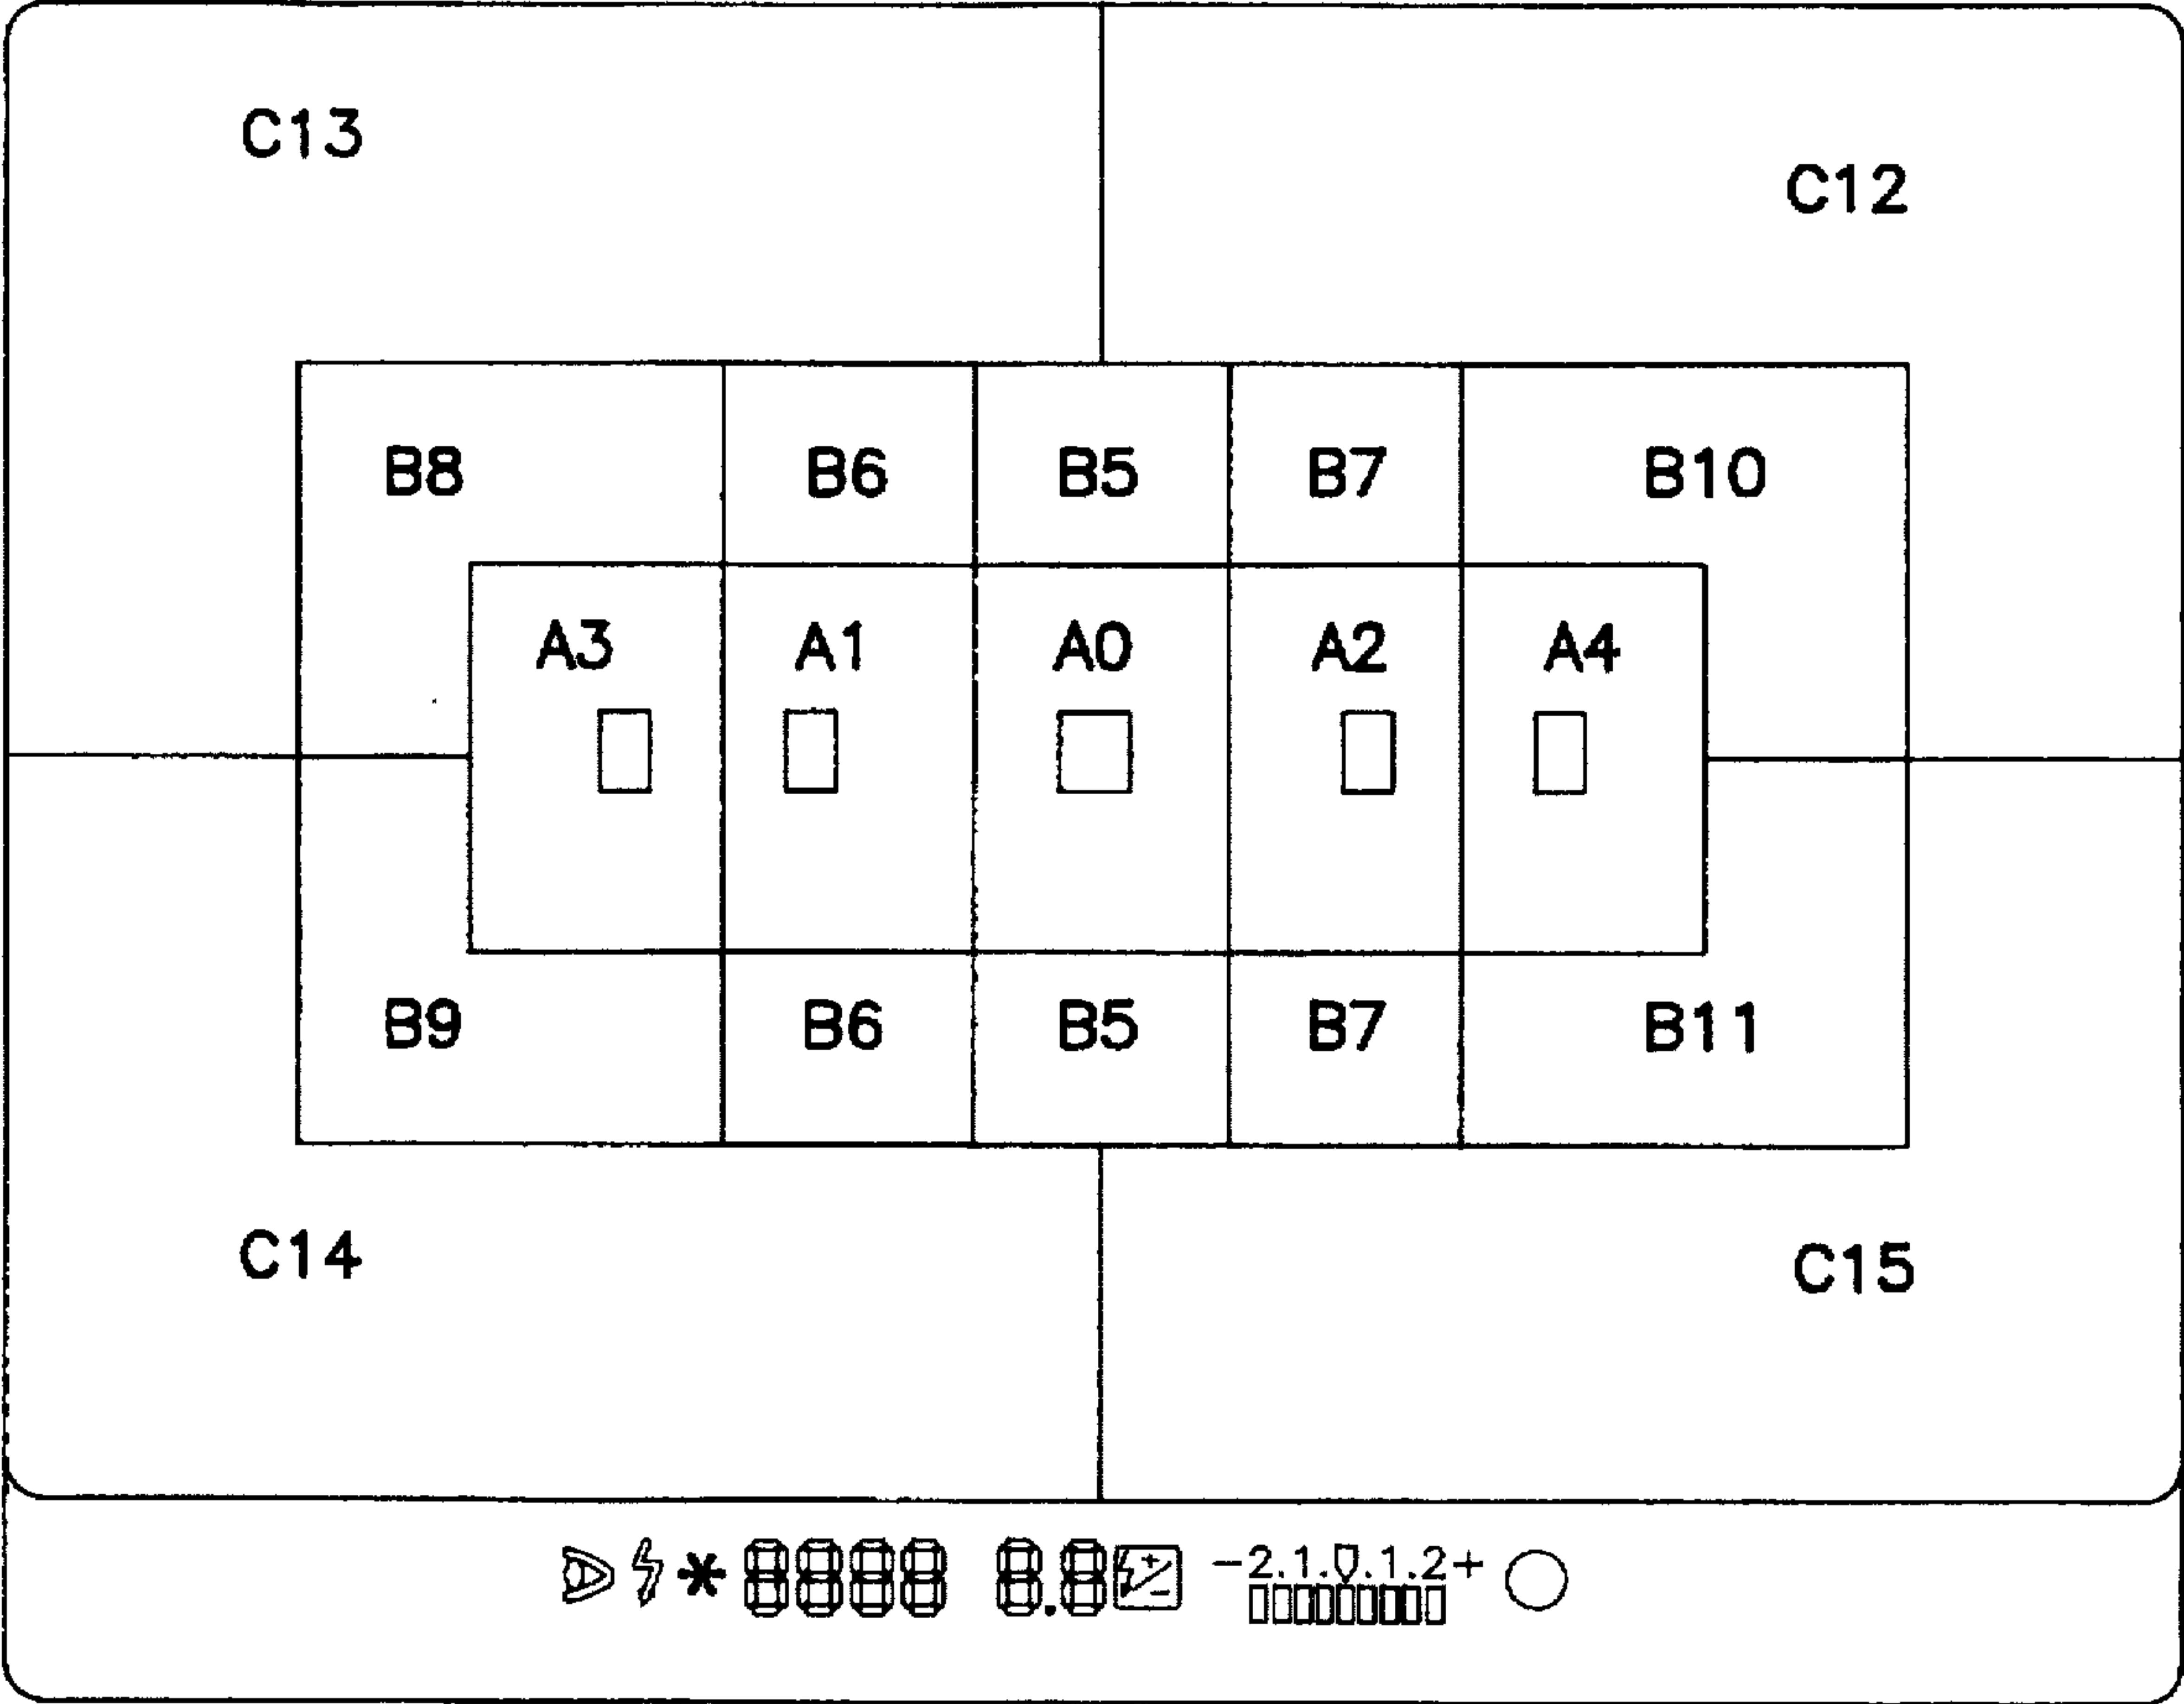 C13
C12
B8 B6 B5 B7 B10
A3 A1 A0 A2 A4
B9 B6 B5 B7 B11
C14
C15
* 8888 8.8 +- -2.1.0.1.2+